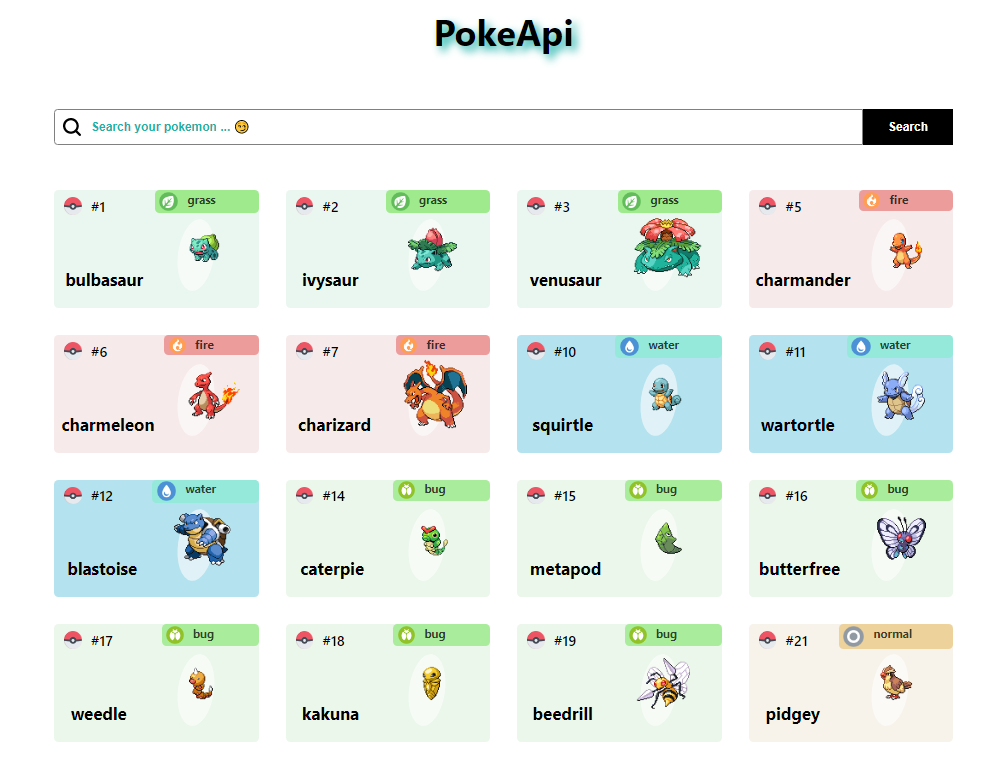 PokeApi
Search your pokemon ... 😏
Search
#1 grass
bulbasaur
#2 grass
ivysaur
#3 grass
venusaur
#5 fire
charmander
#6 fire
charmeleon
#7 fire
charizard
#10 water
squirtle
#11 water
wartortle
#12 water
blastoise
#14 bug
caterpie
#15 bug
metapod
#16 bug
butterfree
#17 bug
weedle
#18 bug
kakuna
#19 bug
beedrill
#21 normal
pidgey